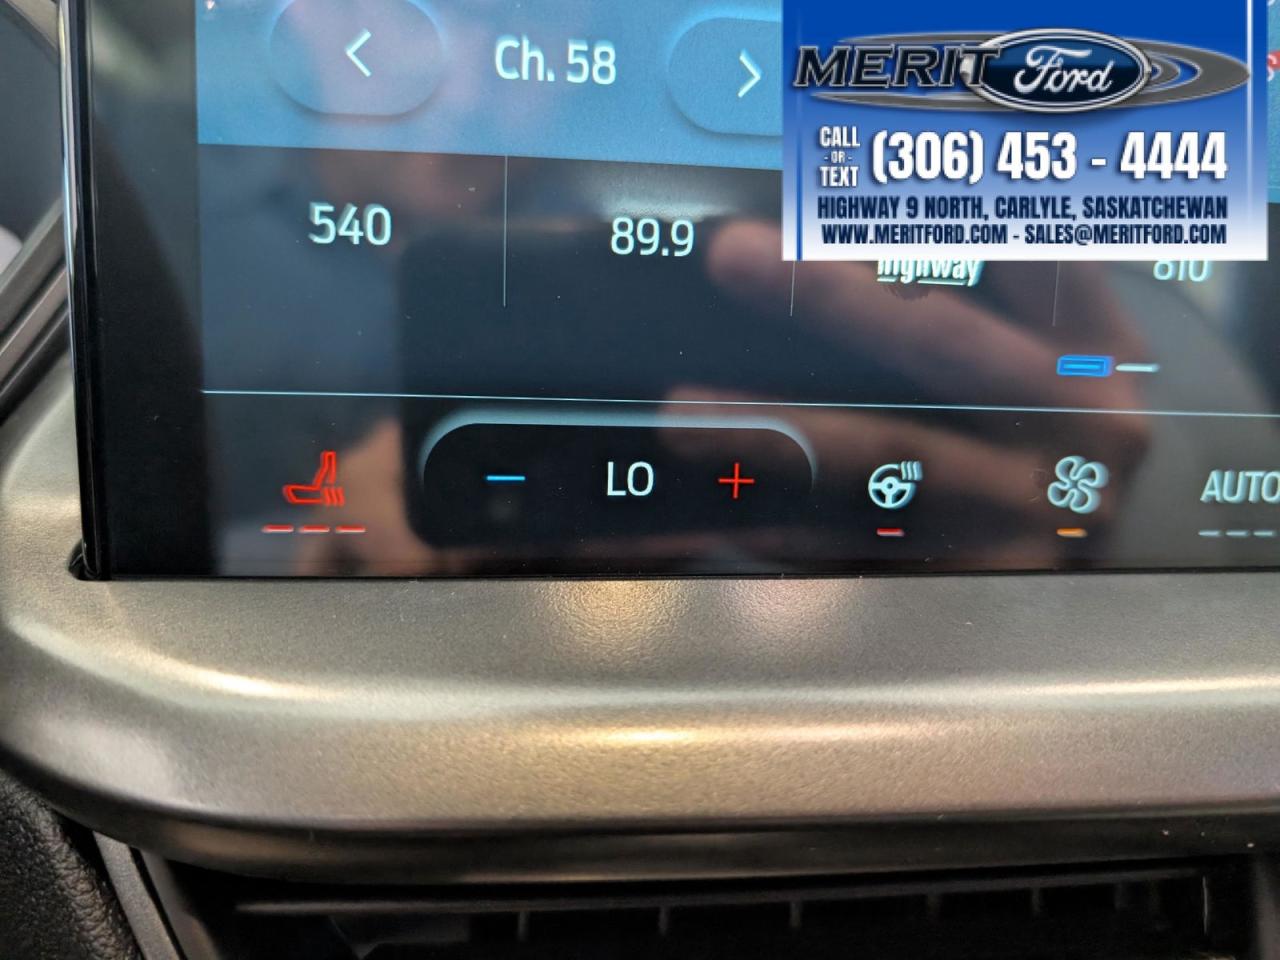 Ch. 58
MERIT Ford
CALL
- OR -
TEXT
(306) 453 - 4444
HIGHWAY 9 NORTH, CARLYLE, SASKATCHEWAN
WWW.MERITFORD.COM - SALES@MERITFORD.COM
540
89.9
highway
810
LO
AUTO